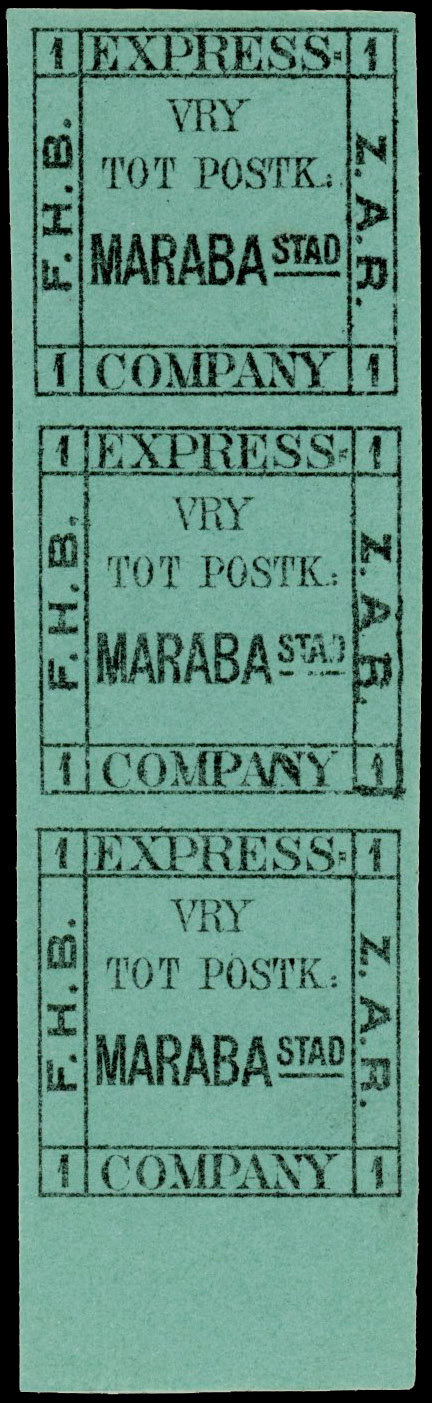 1 EXPRESS= 1
F.H.B.
VRY
TOT POSTK.:
MARABA STAD
Z.A.R.
1 COMPANY 1
1 EXPRESS= 1
F.H.B.
VRY
TOT POSTK.:
MARABA STAD
Z.A.R.
1 COMPANY 1
1 EXPRESS= 1
F.H.B.
VRY
TOT POSTK.:
MARABA STAD
Z.A.R.
1 COMPANY 1